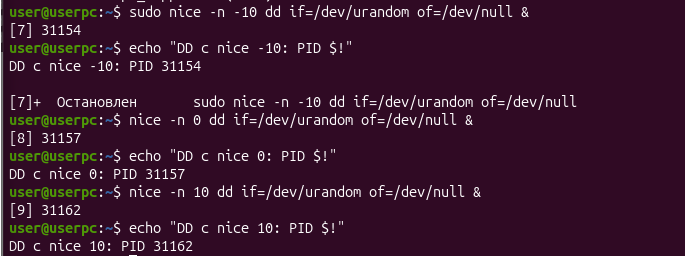 user@userpc:~$ sudo nice -n -10 dd if=/dev/urandom of=/dev/null &
[7] 31154
user@userpc:~$ echo "DD с nice -10: PID $!"
DD с nice -10: PID 31154
[7]+  Остановлен       sudo nice -n -10 dd if=/dev/urandom of=/dev/null
user@userpc:~$ nice -n 0 dd if=/dev/urandom of=/dev/null &
[8] 31157
user@userpc:~$ echo "DD с nice 0: PID $!"
DD с nice 0: PID 31157
user@userpc:~$ nice -n 10 dd if=/dev/urandom of=/dev/null &
[9] 31162
user@userpc:~$ echo "DD с nice 10: PID $!"
DD с nice 10: PID 31162